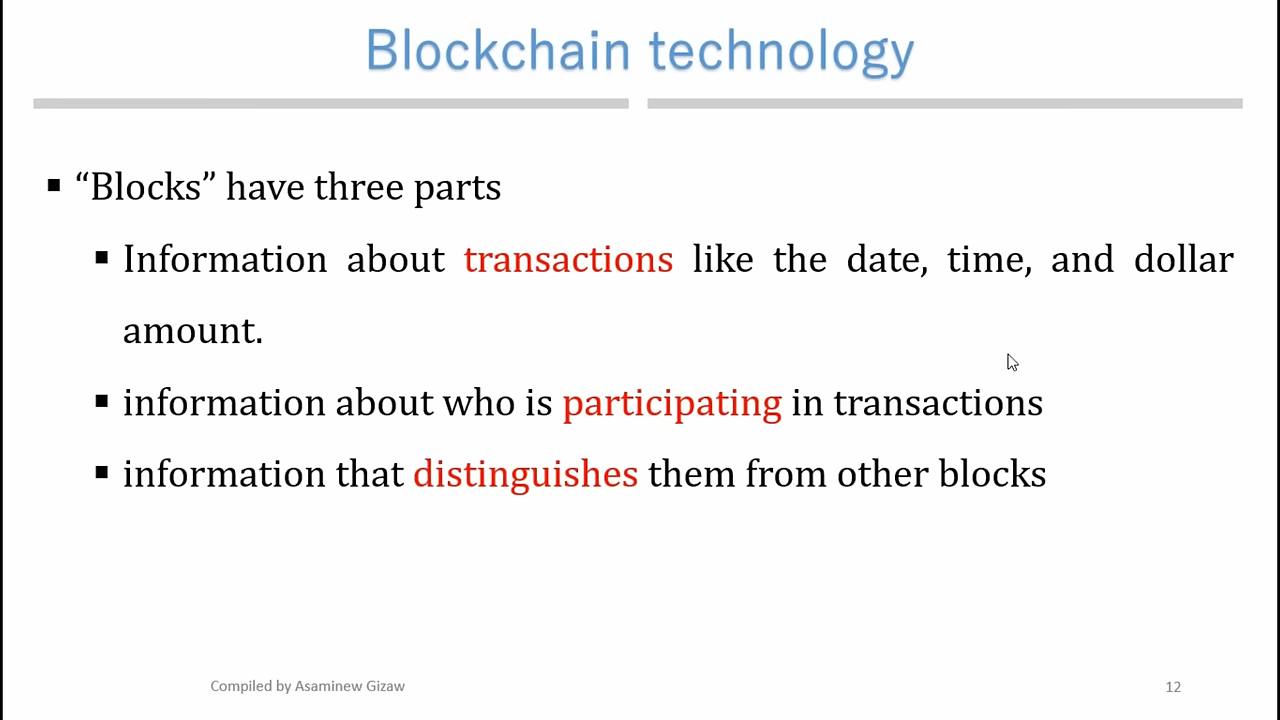 Blockchain technology
▪ “Blocks” have three parts
▪ Information about transactions like the date, time, and dollar
amount.
▪ information about who is participating in transactions
▪ information that distinguishes them from other blocks
Compiled by Asaminew Gizaw
12